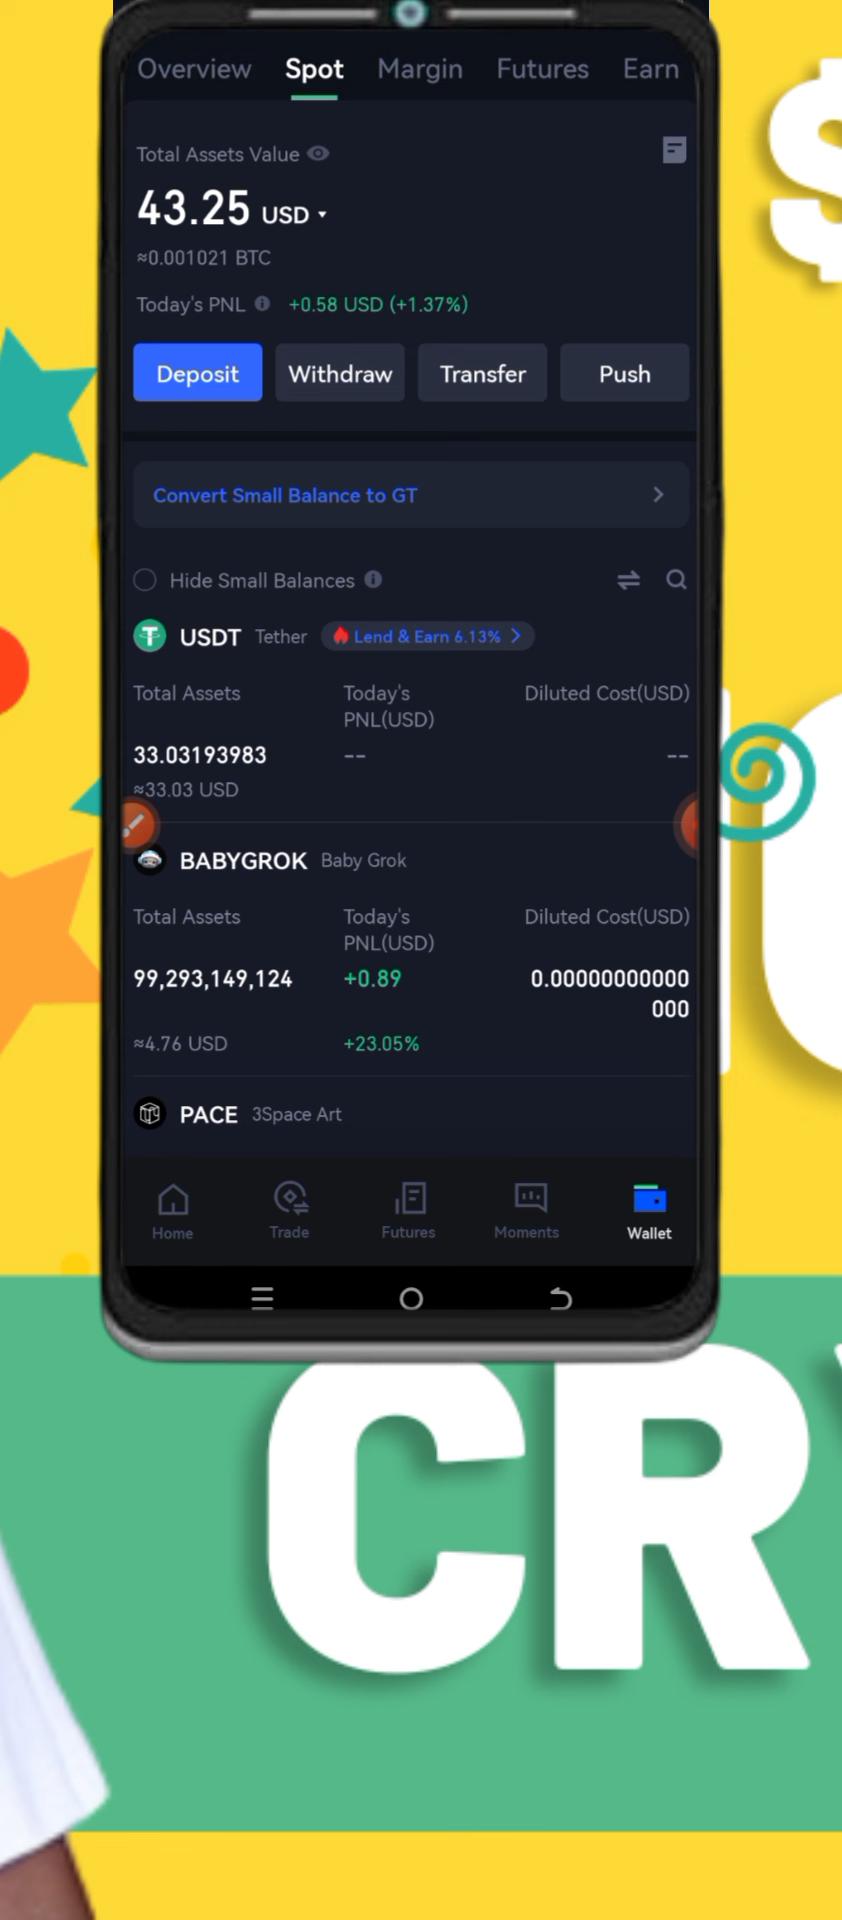 Overview Spot Margin Futures Earn
Total Assets Value
43.25 USD
≈0.001021 BTC
Today's PNL +0.58 USD (+1.37%)
Deposit Withdraw Transfer Push
Convert Small Balance to GT
Hide Small Balances
USDT Tether Lend & Earn 6.13%
Total Assets Today's PNL(USD) Diluted Cost(USD)
33.03193983 -- --
≈33.03 USD
BABYGROK Baby Grok
Total Assets Today's PNL(USD) Diluted Cost(USD)
99,293,149,124 +0.89 0.00000000000
000
≈4.76 USD +23.05%
PACE 3Space Art
Home Trade Futures Moments Wallet
$
CR